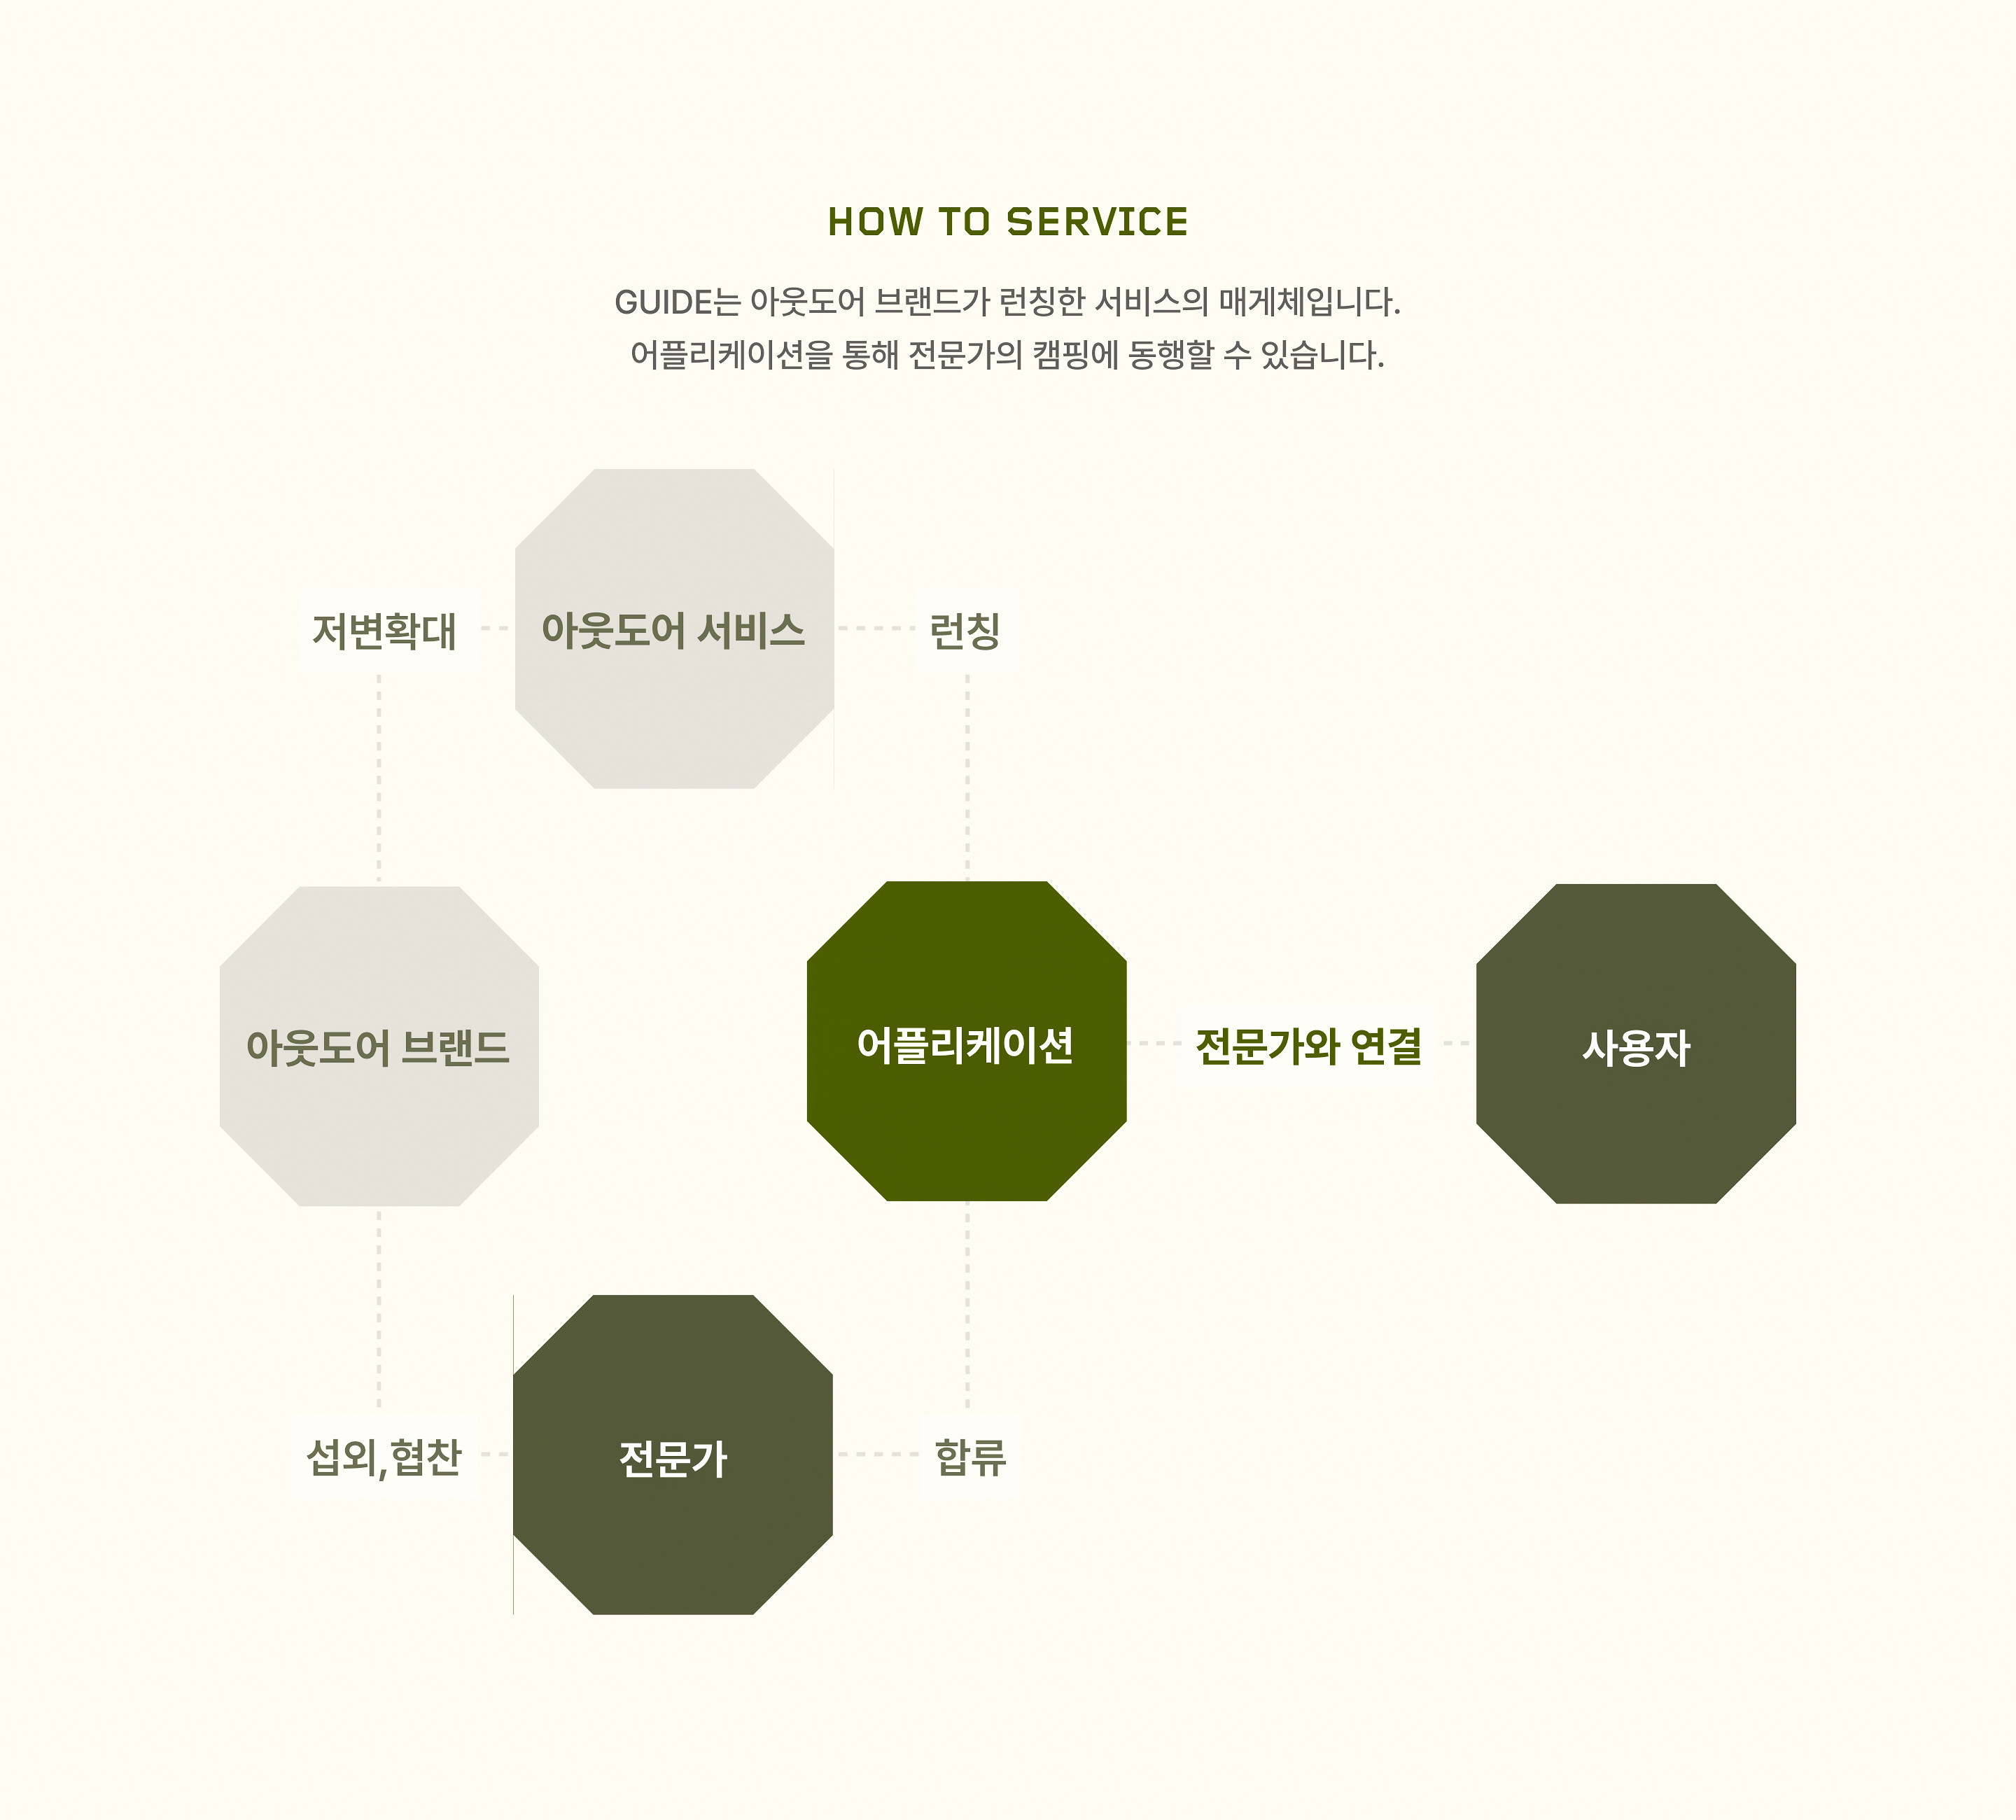 HOW TO SERVICE
GUIDE는 아웃도어 브랜드가 런칭한 서비스의 매게체입니다.
어플리케이션을 통해 전문가의 캠핑에 동행할 수 있습니다.
저변확대
아웃도어 서비스
런칭
아웃도어 브랜드
어플리케이션
전문가와 연결
사용자
섭외,협찬
전문가
합류